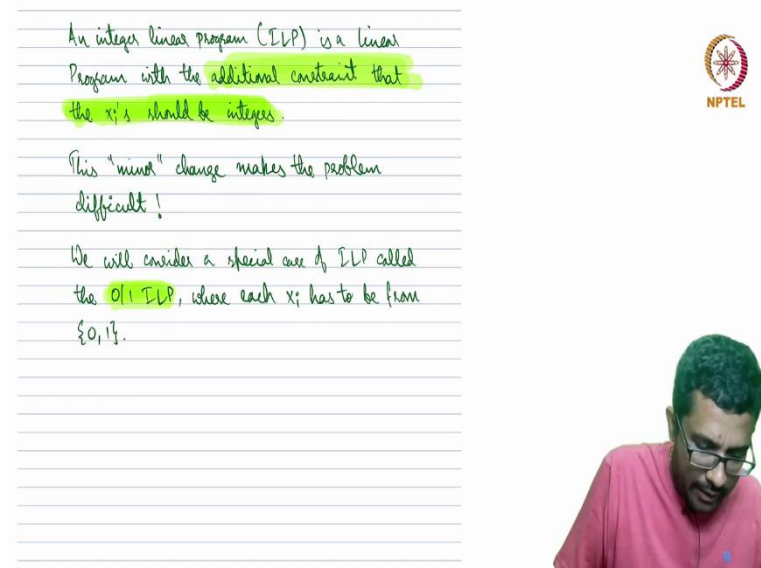 An integer linear program (ILP) is a linear
Program with the additional constraint that
the xᵢ's should be integers.
This "minor" change makes the problem
difficult!
We will consider a special case of ILP called
the 0/1 ILP, where each xᵢ has to be from
{0,1}.
NPTEL